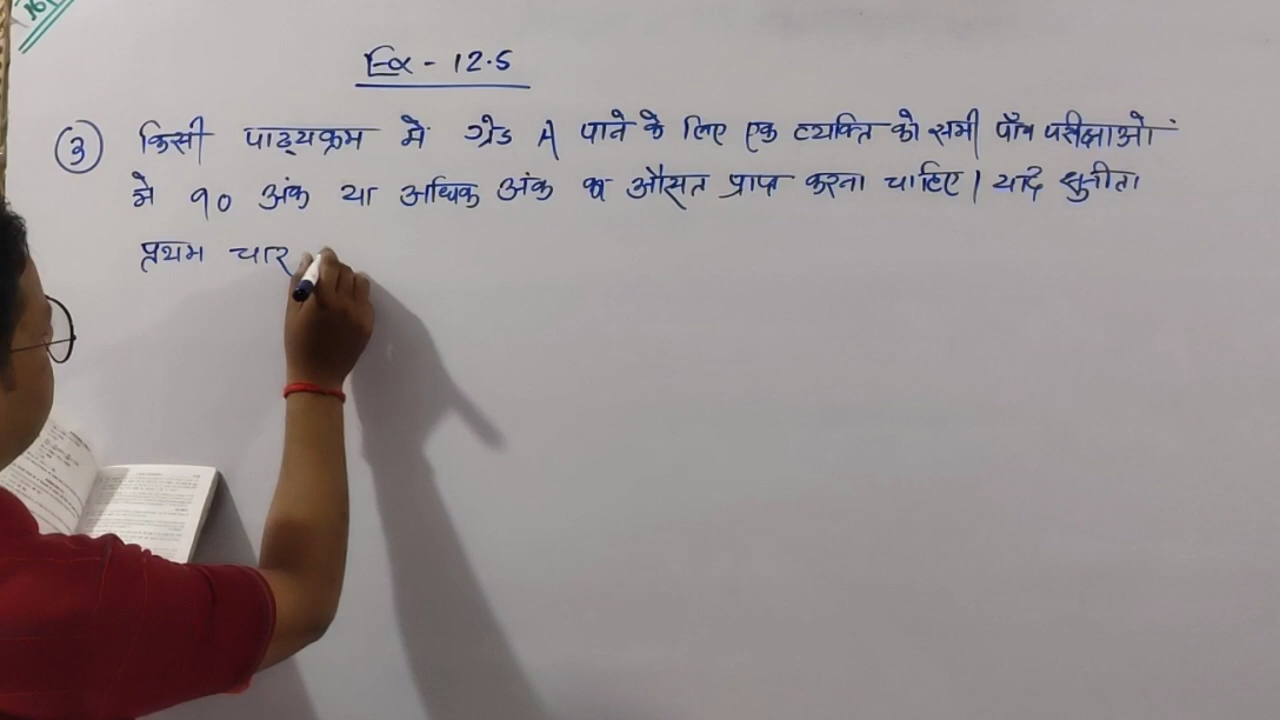 Ex - 12.5
③ किसी पाठ्यक्रम में ग्रेड A पाने के लिए एक व्यक्ति को सभी पाँच परीक्षाओं
मे 90 अंक या अधिक अंक का औसत प्राप्त करना चाहिए। यदि सुनीता
प्रथम चार